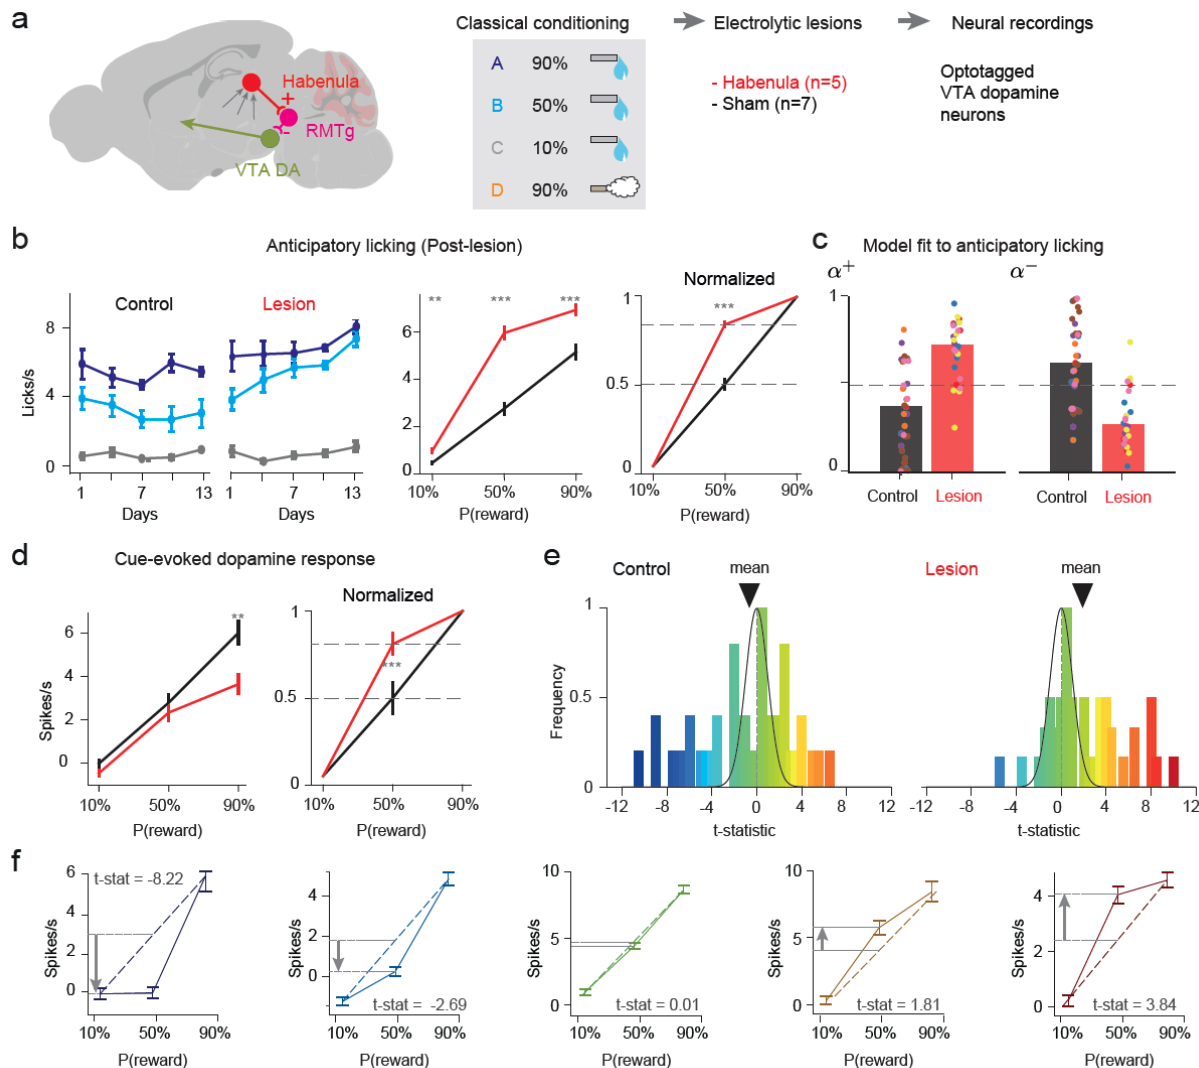 a
Habenula
+
-
RMTg
VTA DA
Classical conditioning
A 90%
B 50%
C 10%
D 90%
Electrolytic lesions
- Habenula (n=5)
- Sham (n=7)
Neural recordings
Optotagged
VTA dopamine
neurons
b
Anticipatory licking (Post-lesion)
Control
Lesion
Licks/s
8
4
0
1 7 13
Days
1 7 13
Days
** *** ***
6
4
2
0
10% 50% 90%
P(reward)
Normalized
***
1
0.5
0
10% 50% 90%
P(reward)
c
Model fit to anticipatory licking
α+
α−
1
0
Control Lesion
Control Lesion
d
Cue-evoked dopamine response
**
Spikes/s
6
4
2
0
10% 50% 90%
P(reward)
Normalized
***
1
0.5
0
10% 50% 90%
P(reward)
e
Control
mean
Lesion
mean
Frequency
1
0.5
0
-12 -8 -4 0 4 8 12
t-statistic
-12 -8 -4 0 4 8 12
t-statistic
f
t-stat = -8.22
Spikes/s
6
4
2
0
10% 50% 90%
P(reward)
Spikes/s
4
2
0
t-stat = -2.69
10% 50% 90%
P(reward)
Spikes/s
10
5
0
t-stat = 0.01
10% 50% 90%
P(reward)
Spikes/s
10
5
0
t-stat = 1.81
10% 50% 90%
P(reward)
Spikes/s
6
4
2
0
t-stat = 3.84
10% 50% 90%
P(reward)